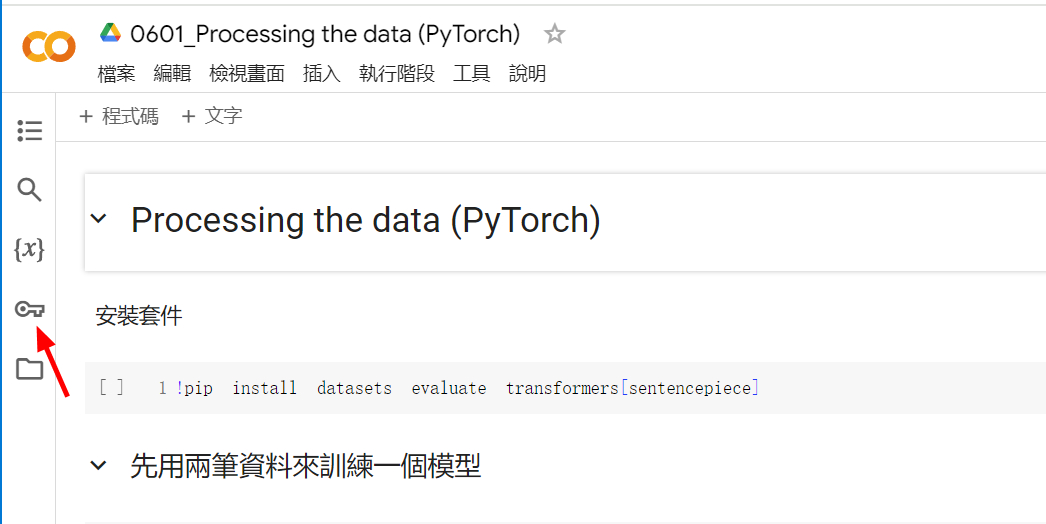 0601_Processing the data (PyTorch)
檔案 編輯 檢視畫面 插入 執行階段 工具 說明
+ 程式碼 + 文字
Processing the data (PyTorch)
{x}
安裝套件
[ ] 1 !pip install datasets evaluate transformers[sentencepiece]
先用兩筆資料來訓練一個模型